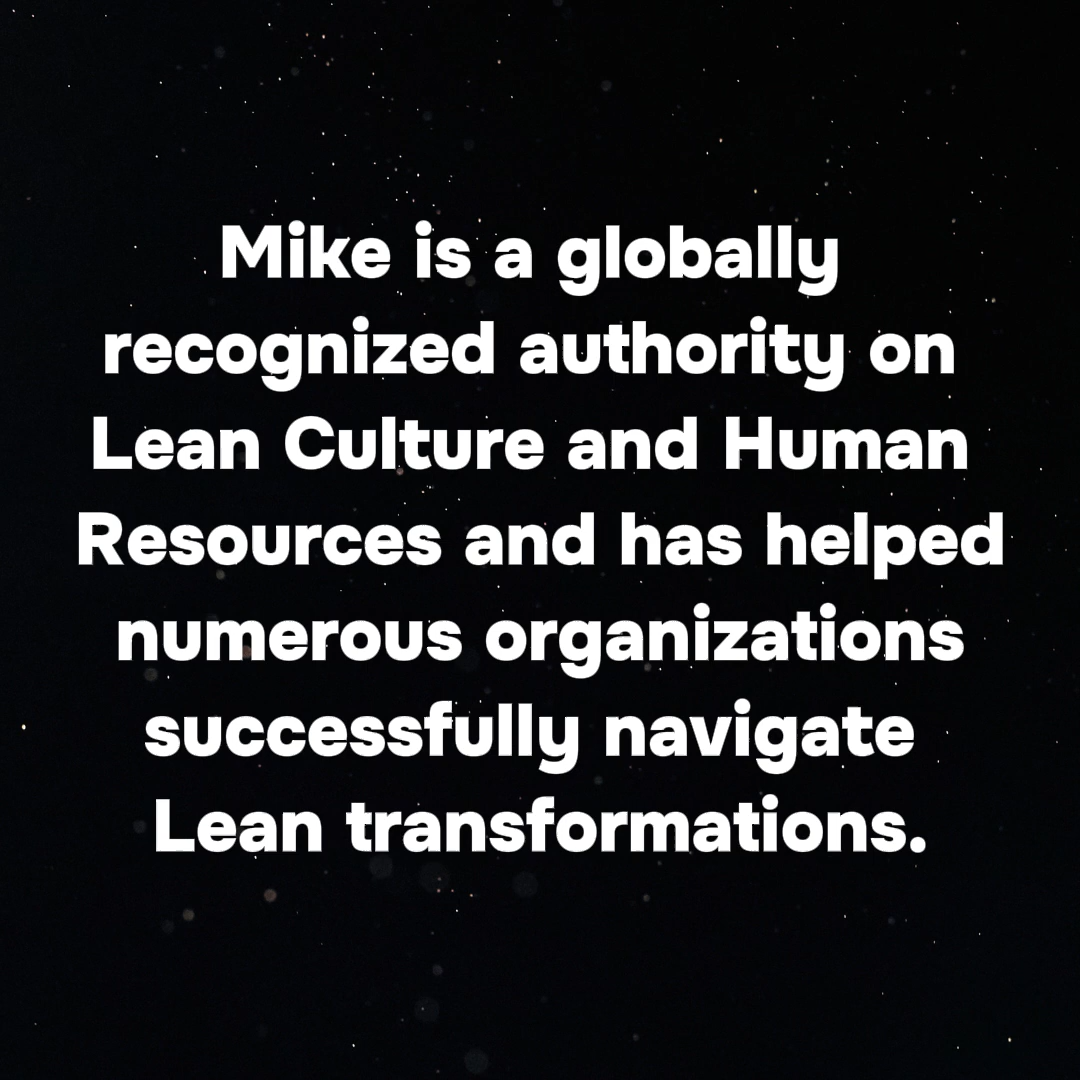 Mike is a globally
recognized authority on
Lean Culture and Human
Resources and has helped
numerous organizations
successfully navigate
Lean transformations.